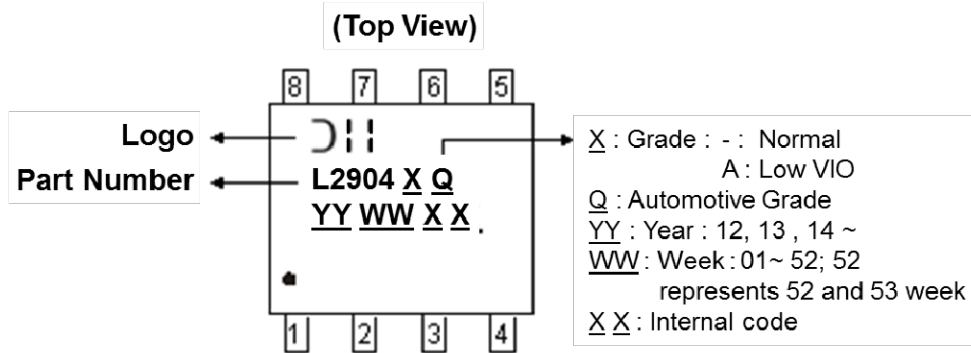 (Top View)
8 7 6 5
Logo
Part Number
L2904 X Q
YY WW X X .
1 2 3 4
X : Grade : - : Normal
A : Low VIO
Q : Automotive Grade
YY : Year : 12, 13 , 14 ~
WW : Week : 01~ 52; 52
represents 52 and 53 week
X X : Internal code